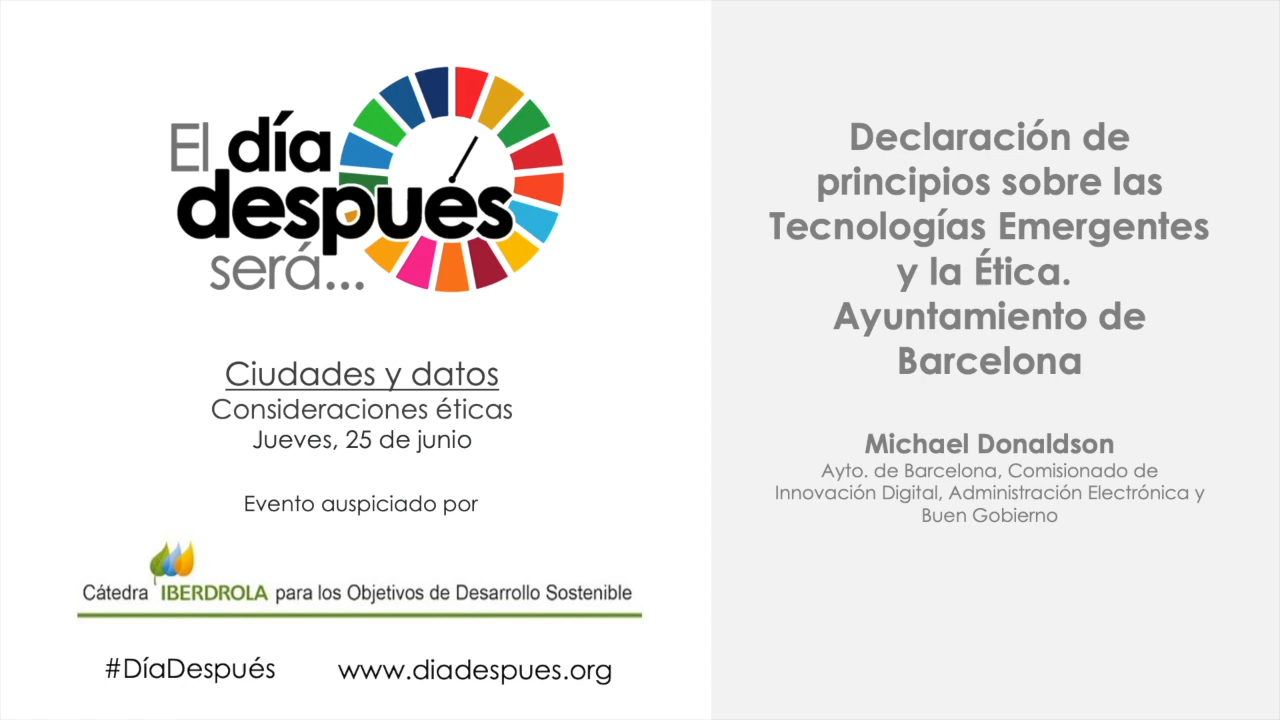 El día
después
será...
Ciudades y datos
Consideraciones éticas
Jueves, 25 de junio
Evento auspiciado por
Cátedra IBERDROLA para los Objetivos de Desarrollo Sostenible
#DíaDespués www.diadespues.org
Declaración de
principios sobre las
Tecnologías Emergentes
y la Ética.
Ayuntamiento de
Barcelona
Michael Donaldson
Ayto. de Barcelona, Comisionado de
Innovación Digital, Administración Electrónica y
Buen Gobierno